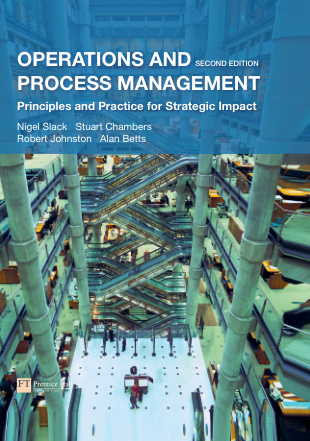 OPERATIONS AND SECOND EDITION
PROCESS MANAGEMENT
Principles and Practice for Strategic Impact
Nigel Slack Stuart Chambers
Robert Johnston Alan Betts
FT Prentice Hall